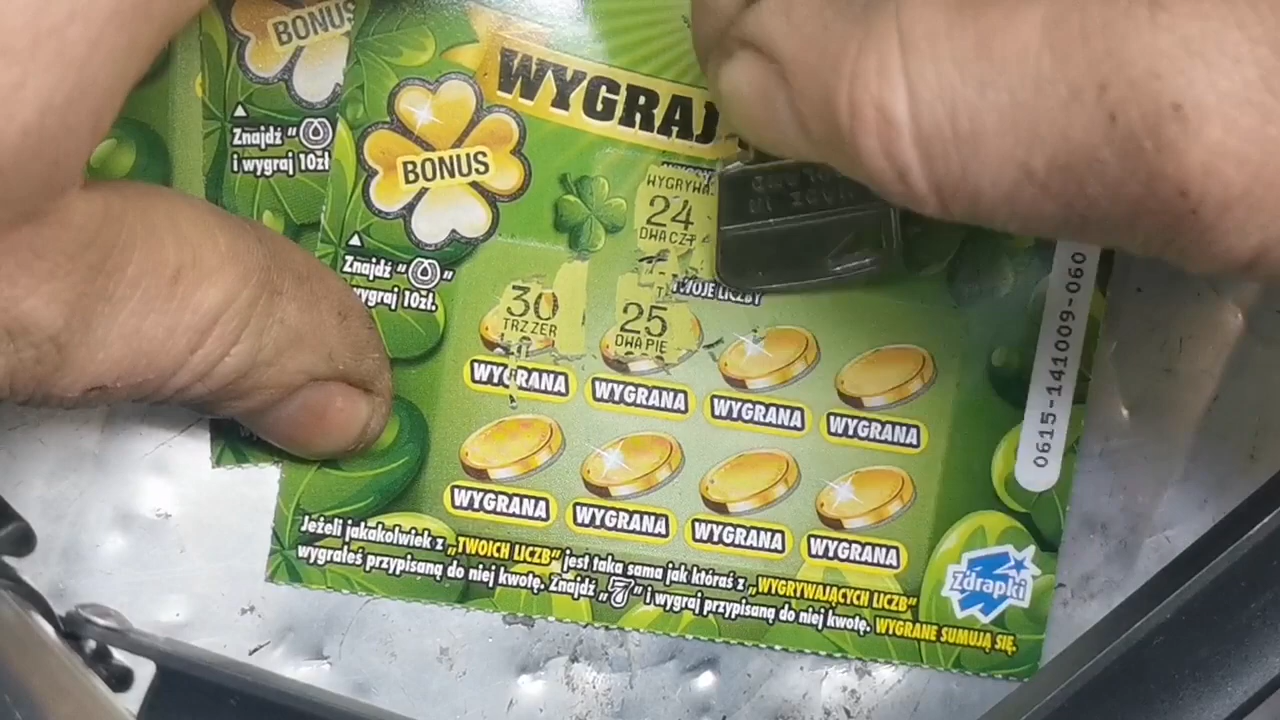 BONUS
Znajdź "
i wygraj 10zł
WYGRAJ
BONUS
Znajdź " "
wygraj 10zł.
24
DWACZT
TWOJE LICZBY
30
TRZZER
25
DWAPIE
WYGRANA WYGRANA WYGRANA WYGRANA
WYGRANA WYGRANA WYGRANA WYGRANA
Jeżeli jakakolwiek z „TWOICH LICZB" jest taka sama jak któraś z „WYGRYWAJĄCYCH LICZB"
wygrałeś przypisaną do niej kwotę. Znajdź „7" i wygraj przypisaną do niej kwotę. WYGRANE SUMUJĄ SIĘ.
Zdrapki
0615-141009-060